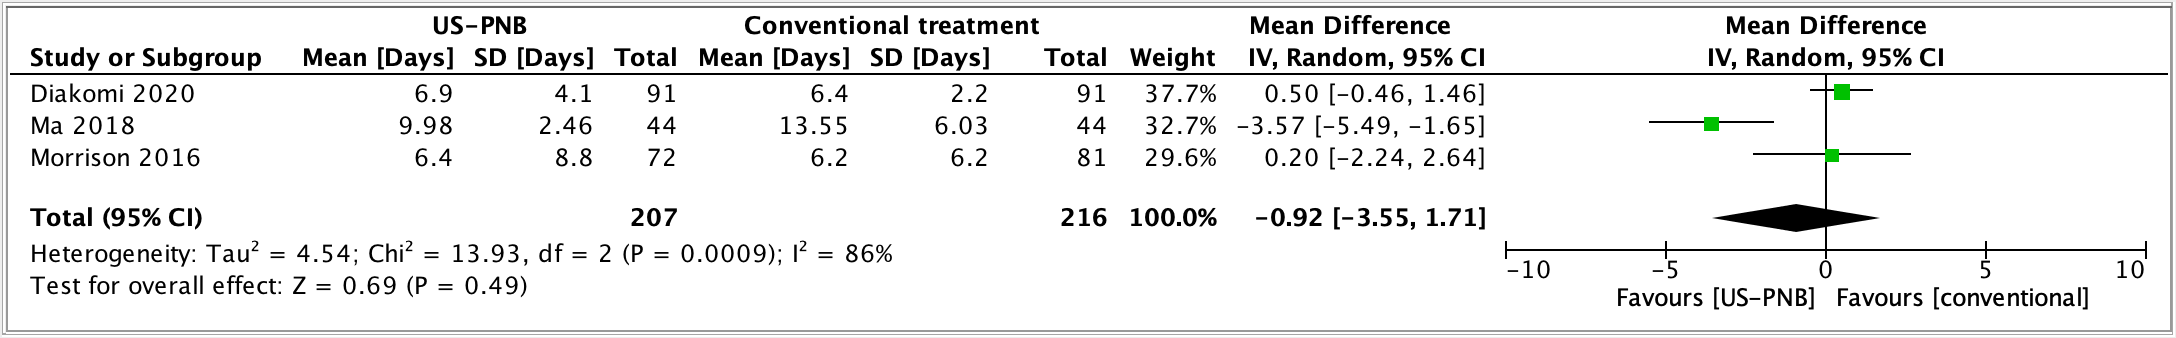 US-PNB Conventional treatment Mean Difference Mean Difference
Study or Subgroup Mean [Days] SD [Days] Total Mean [Days] SD [Days] Total Weight IV, Random, 95% CI IV, Random, 95% CI
Diakomi 2020 6.9 4.1 91 6.4 2.2 91 37.7% 0.50 [−0.46, 1.46]
Ma 2018 9.98 2.46 44 13.55 6.03 44 32.7% −3.57 [−5.49, −1.65]
Morrison 2016 6.4 8.8 72 6.2 6.2 81 29.6% 0.20 [−2.24, 2.64]
Total (95% CI) 207 216 100.0% −0.92 [−3.55, 1.71]
Heterogeneity: Tau² = 4.54; Chi² = 13.93, df = 2 (P = 0.0009); I² = 86%
Test for overall effect: Z = 0.69 (P = 0.49)
−10 −5 0 5 10
Favours [US-PNB] Favours [conventional]